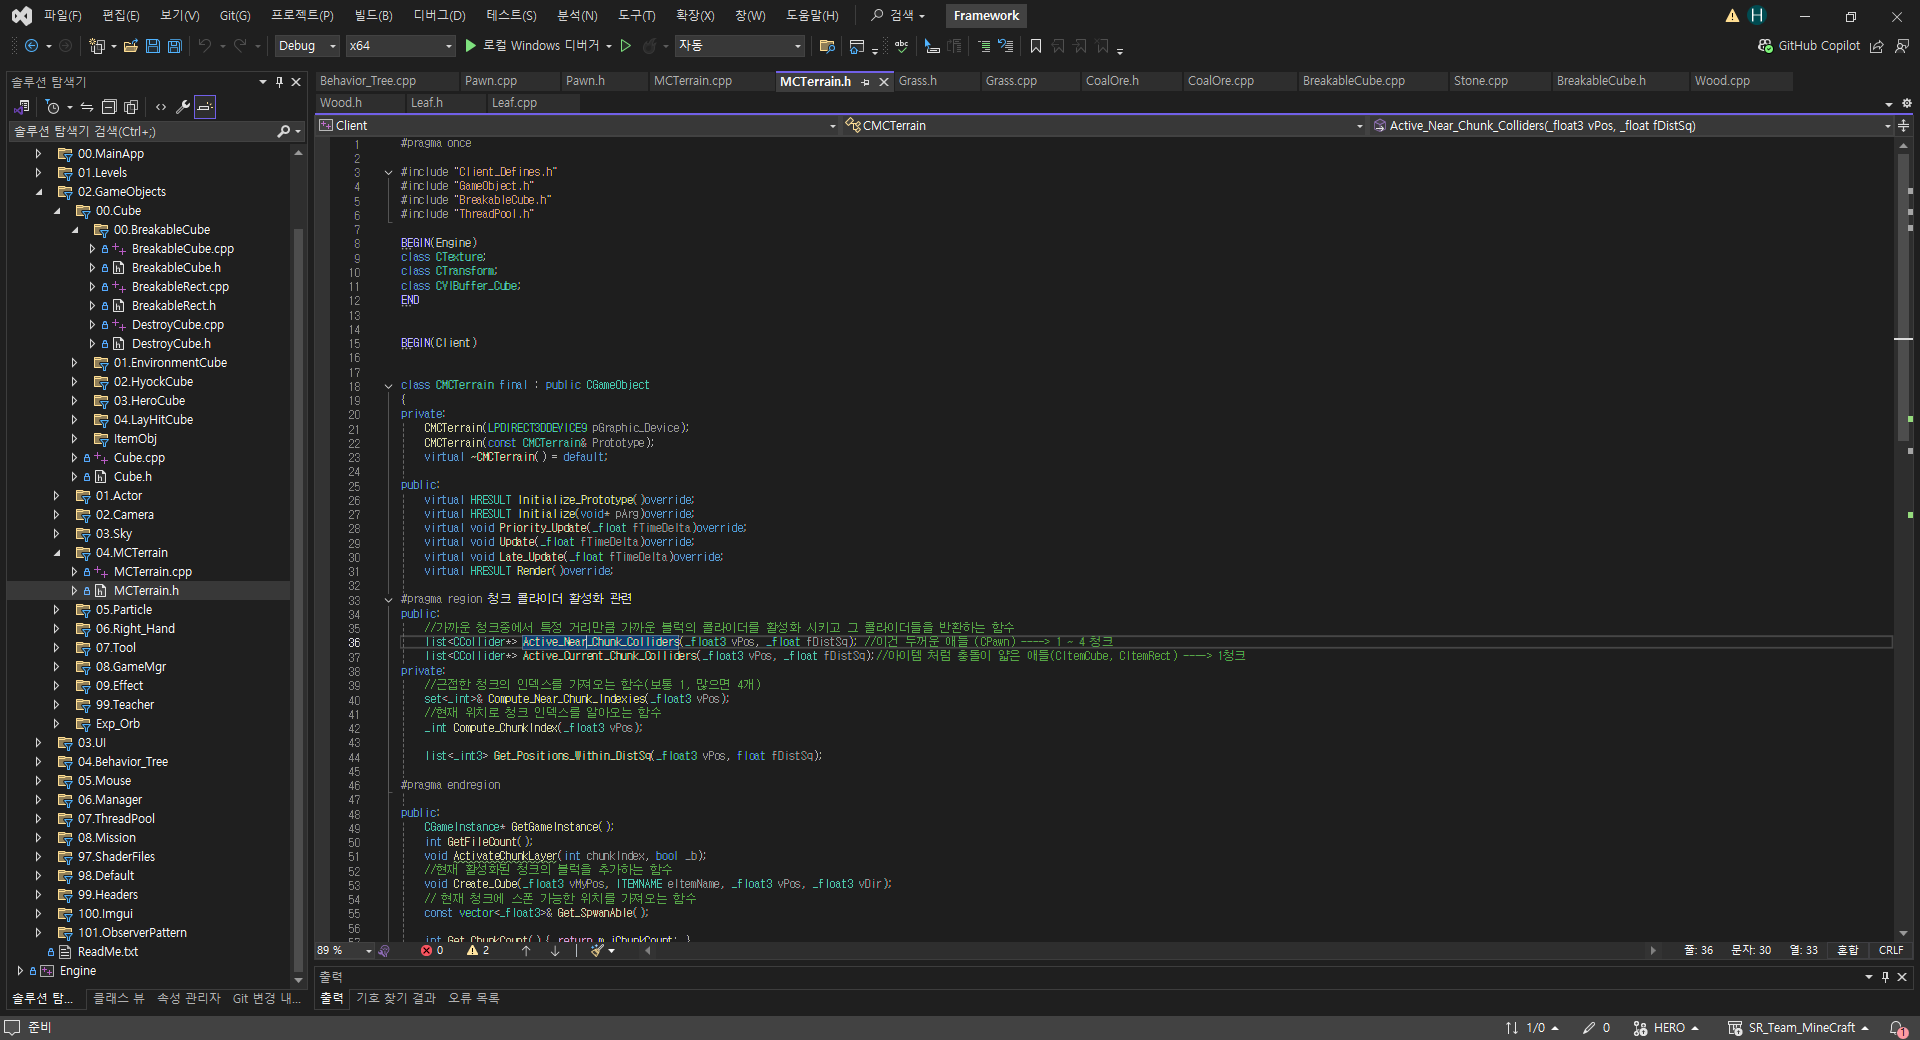 파일(F) 편집(E) 보기(V) Git(G) 프로젝트(P) 빌드(B) 디버그(D) 테스트(S) 분석(N) 도구(T) 확장(X) 창(W) 도움말(H) 검색 Framework H
Debug x64 로컬 Windows 디버거 자동 GitHub Copilot
솔루션 탐색기
솔루션 탐색기 검색(Ctrl+;)
00.MainApp
01.Levels
02.GameObjects
00.Cube
00.BreakableCube
BreakableCube.cpp
BreakableCube.h
BreakableRect.cpp
BreakableRect.h
DestroyCube.cpp
DestroyCube.h
01.EnvironmentCube
02.HyockCube
03.HeroCube
04.LayHitCube
ItemObj
Cube.cpp
Cube.h
01.Actor
02.Camera
03.Sky
04.MCTerrain
MCTerrain.cpp
MCTerrain.h
05.Particle
06.Right_Hand
07.Tool
08.GameMgr
09.Effect
99.Teacher
Exp_Orb
03.UI
04.Behavior_Tree
05.Mouse
06.Manager
07.ThreadPool
08.Mission
97.ShaderFiles
98.Default
99.Headers
100.Imgui
101.ObserverPattern
ReadMe.txt
Engine
솔루션 탐... 클래스 뷰 속성 관리자 Git 변경 내...
Behavior_Tree.cpp Pawn.cpp Pawn.h MCTerrain.cpp MCTerrain.h Grass.h Grass.cpp CoalOre.h CoalOre.cpp BreakableCube.cpp Stone.cpp BreakableCube.h Wood.cpp
Wood.h Leaf.h Leaf.cpp
Client CMCTerrain Active_Near_Chunk_Colliders(_float3 vPos, _float fDistSq)
1 #pragma once
2
3 #include "Client_Defines.h"
4 #include "GameObject.h"
5 #include "BreakableCube.h"
6 #include "ThreadPool.h"
7
8 BEGIN(Engine)
9 class CTexture;
10 class CTransform;
11 class CVIBuffer_Cube;
12 END
13
14
15 BEGIN(Client)
16
17
18 class CMCTerrain final : public CGameObject
19 {
20 private:
21 CMCTerrain(LPDIRECT3DDEVICE9 pGraphic_Device);
22 CMCTerrain(const CMCTerrain& Prototype);
23 virtual ~CMCTerrain() = default;
24
25 public:
26 virtual HRESULT Initialize_Prototype()override;
27 virtual HRESULT Initialize(void* pArg)override;
28 virtual void Priority_Update(_float fTimeDelta)override;
29 virtual void Update(_float fTimeDelta)override;
30 virtual void Late_Update(_float fTimeDelta)override;
31 virtual HRESULT Render()override;
32
33 #pragma region 청크 콜라이더 활성화 관련
34 public:
35 //가까운 청크중에서 특정 거리만큼 가까운 블럭의 콜라이더를 활성화 시키고 그 콜라이더들을 반환하는 함수
36 list<CCollider*> Active_Near_Chunk_Colliders(_float3 vPos, _float fDistSq); //이건 두꺼운 애들 (CPawn) ----> 1 ~ 4 청크
37 list<CCollider*> Active_Current_Chunk_Colliders(_float3 vPos, _float fDistSq);//아이템 처럼 충돌이 얇은 애들(CItemCube, CItemRect) ----> 1청크
38 private:
39 //근접한 청크의 인덱스를 가져오는 함수(보통 1, 많으면 4개)
40 set<_int>& Compute_Near_Chunk_Indexies(_float3 vPos);
41 //현재 위치로 청크 인덱스를 알아오는 함수
42 _int Compute_ChunkIndex(_float3 vPos);
43
44 list<_int3> Get_Positions_Within_DistSq(_float3 vPos, float fDistSq);
45
46 #pragma endregion
47
48 public:
49 CGameInstance* GetGameInstance();
50 int GetFileCount();
51 void ActivateChunkLayer(int chunkIndex, bool _b);
52 //현재 활성화된 청크의 블럭을 추가하는 함수
53 void Create_Cube(_float3 vMyPos, ITEMNAME eItemName, _float3 vPos, _float3 vDir);
54 // 현재 청크에 스폰 가능한 위치를 가져오는 함수
55 const vector<_float3>& Get_SpwanAble();
56
57 int Get_ChunkCount() { return m_iChunkCount; }
89 % 0 2 줄: 36 문자: 30 열: 33 혼합 CRLF
출력
출력 기호 찾기 결과 오류 목록
준비 1/0 0 HERO SR_Team_MineCraft 1